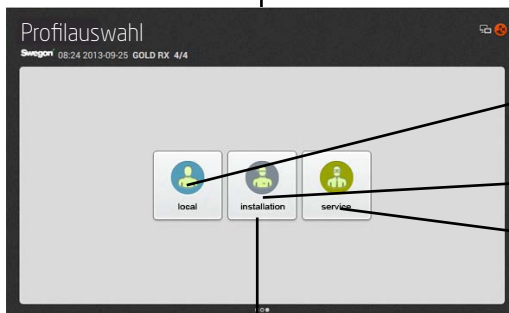 Profilauswahl
Swegon 08:24 2013-09-25 GOLD RX 4/4
local installation service